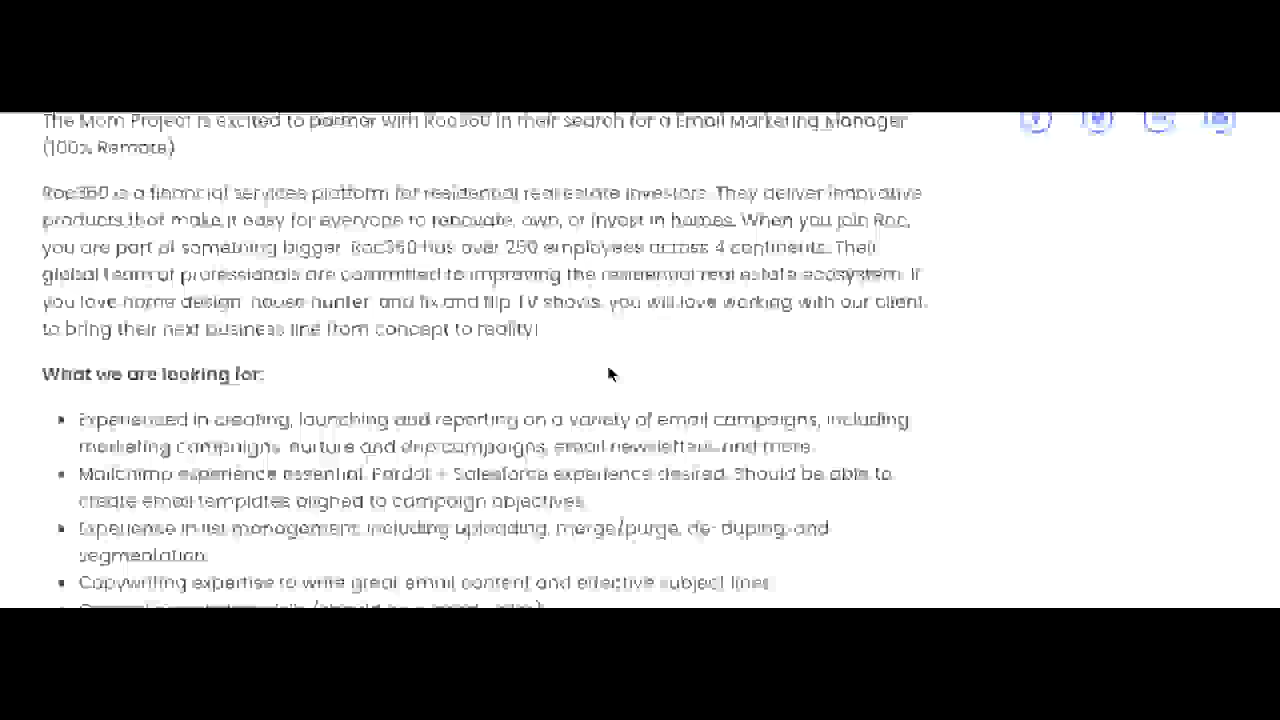 The Mom Project is excited to partner with Roc360 in their search for a Email Marketing Manager
(100% Remote)
Roc360 is a financial services platform for residential real estate investors. They deliver innovative
products that make it easy for everyone to renovate, own, or invest in homes. When you join Roc,
you are part of something bigger. Roc360 has over 250 employees across 4 continents. Their
global team of professionals are committed to improving the residential real estate ecosystem. If
you love home design, house hunter, and fix and flip TV shows, you will love working with our client
to bring their next business line from concept to reality!
What we are looking for:
Experienced in creating, launching and reporting on a variety of email campaigns, including
marketing campaigns, nurture and drip campaigns, email newsletters and more.
Mailchimp experience essential. Pardot + Salesforce experience desired. Should be able to
create email templates aligned to campaign objectives.
Experience in list management, including uploading, merge/purge, de-duping and
segmentation.
Copywriting expertise to write great email content and effective subject lines